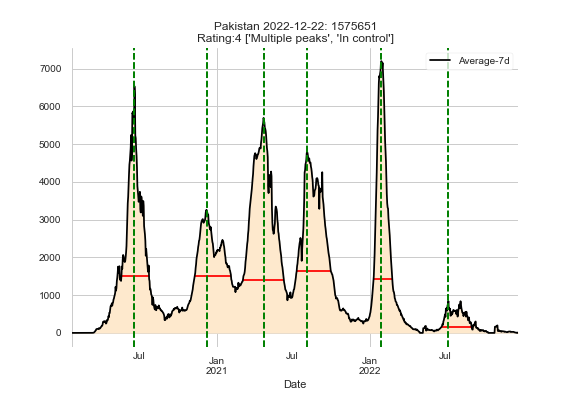 Pakistan 2022-12-22: 1575651
Rating:4 ['Multiple peaks', 'In control']
Average-7d
7000
6000
5000
4000
3000
2000
1000
0
Jul
Jan
2021
Jul
Jan
2022
Jul
Date